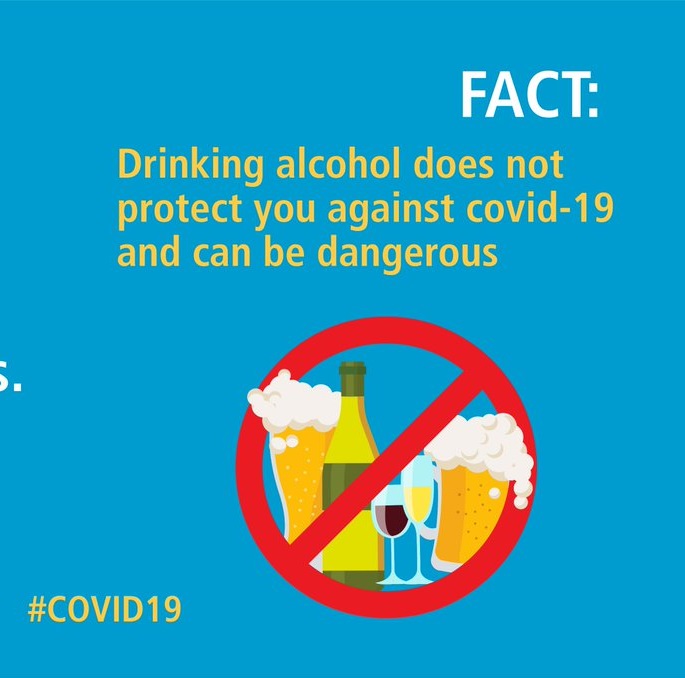 FACT:
Drinking alcohol does not
protect you against covid-19
and can be dangerous
s.
#COVID19